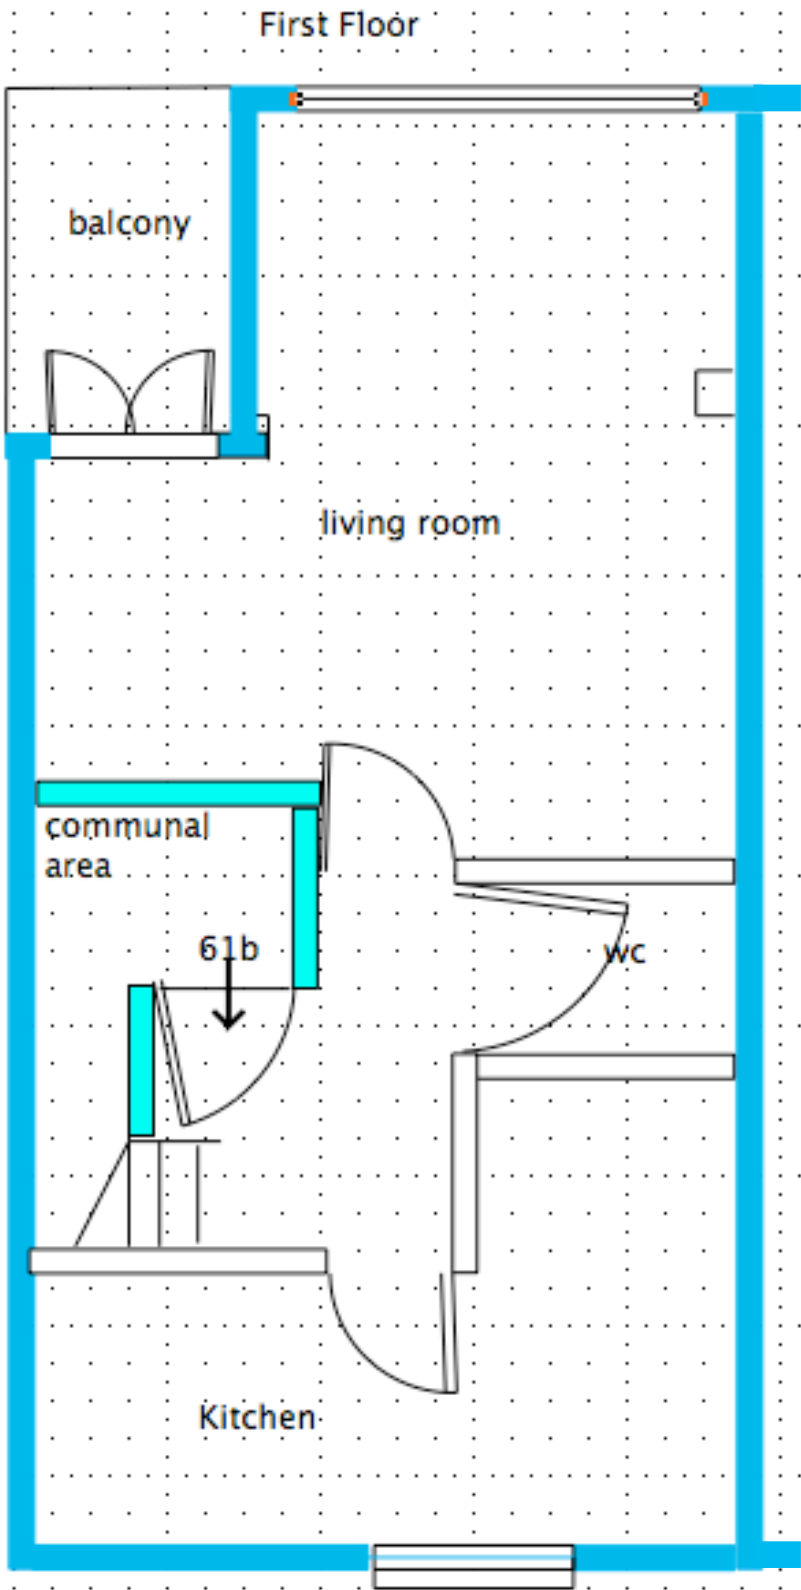 First Floor
balcony
living room
communal
area
61b
wc
Kitchen